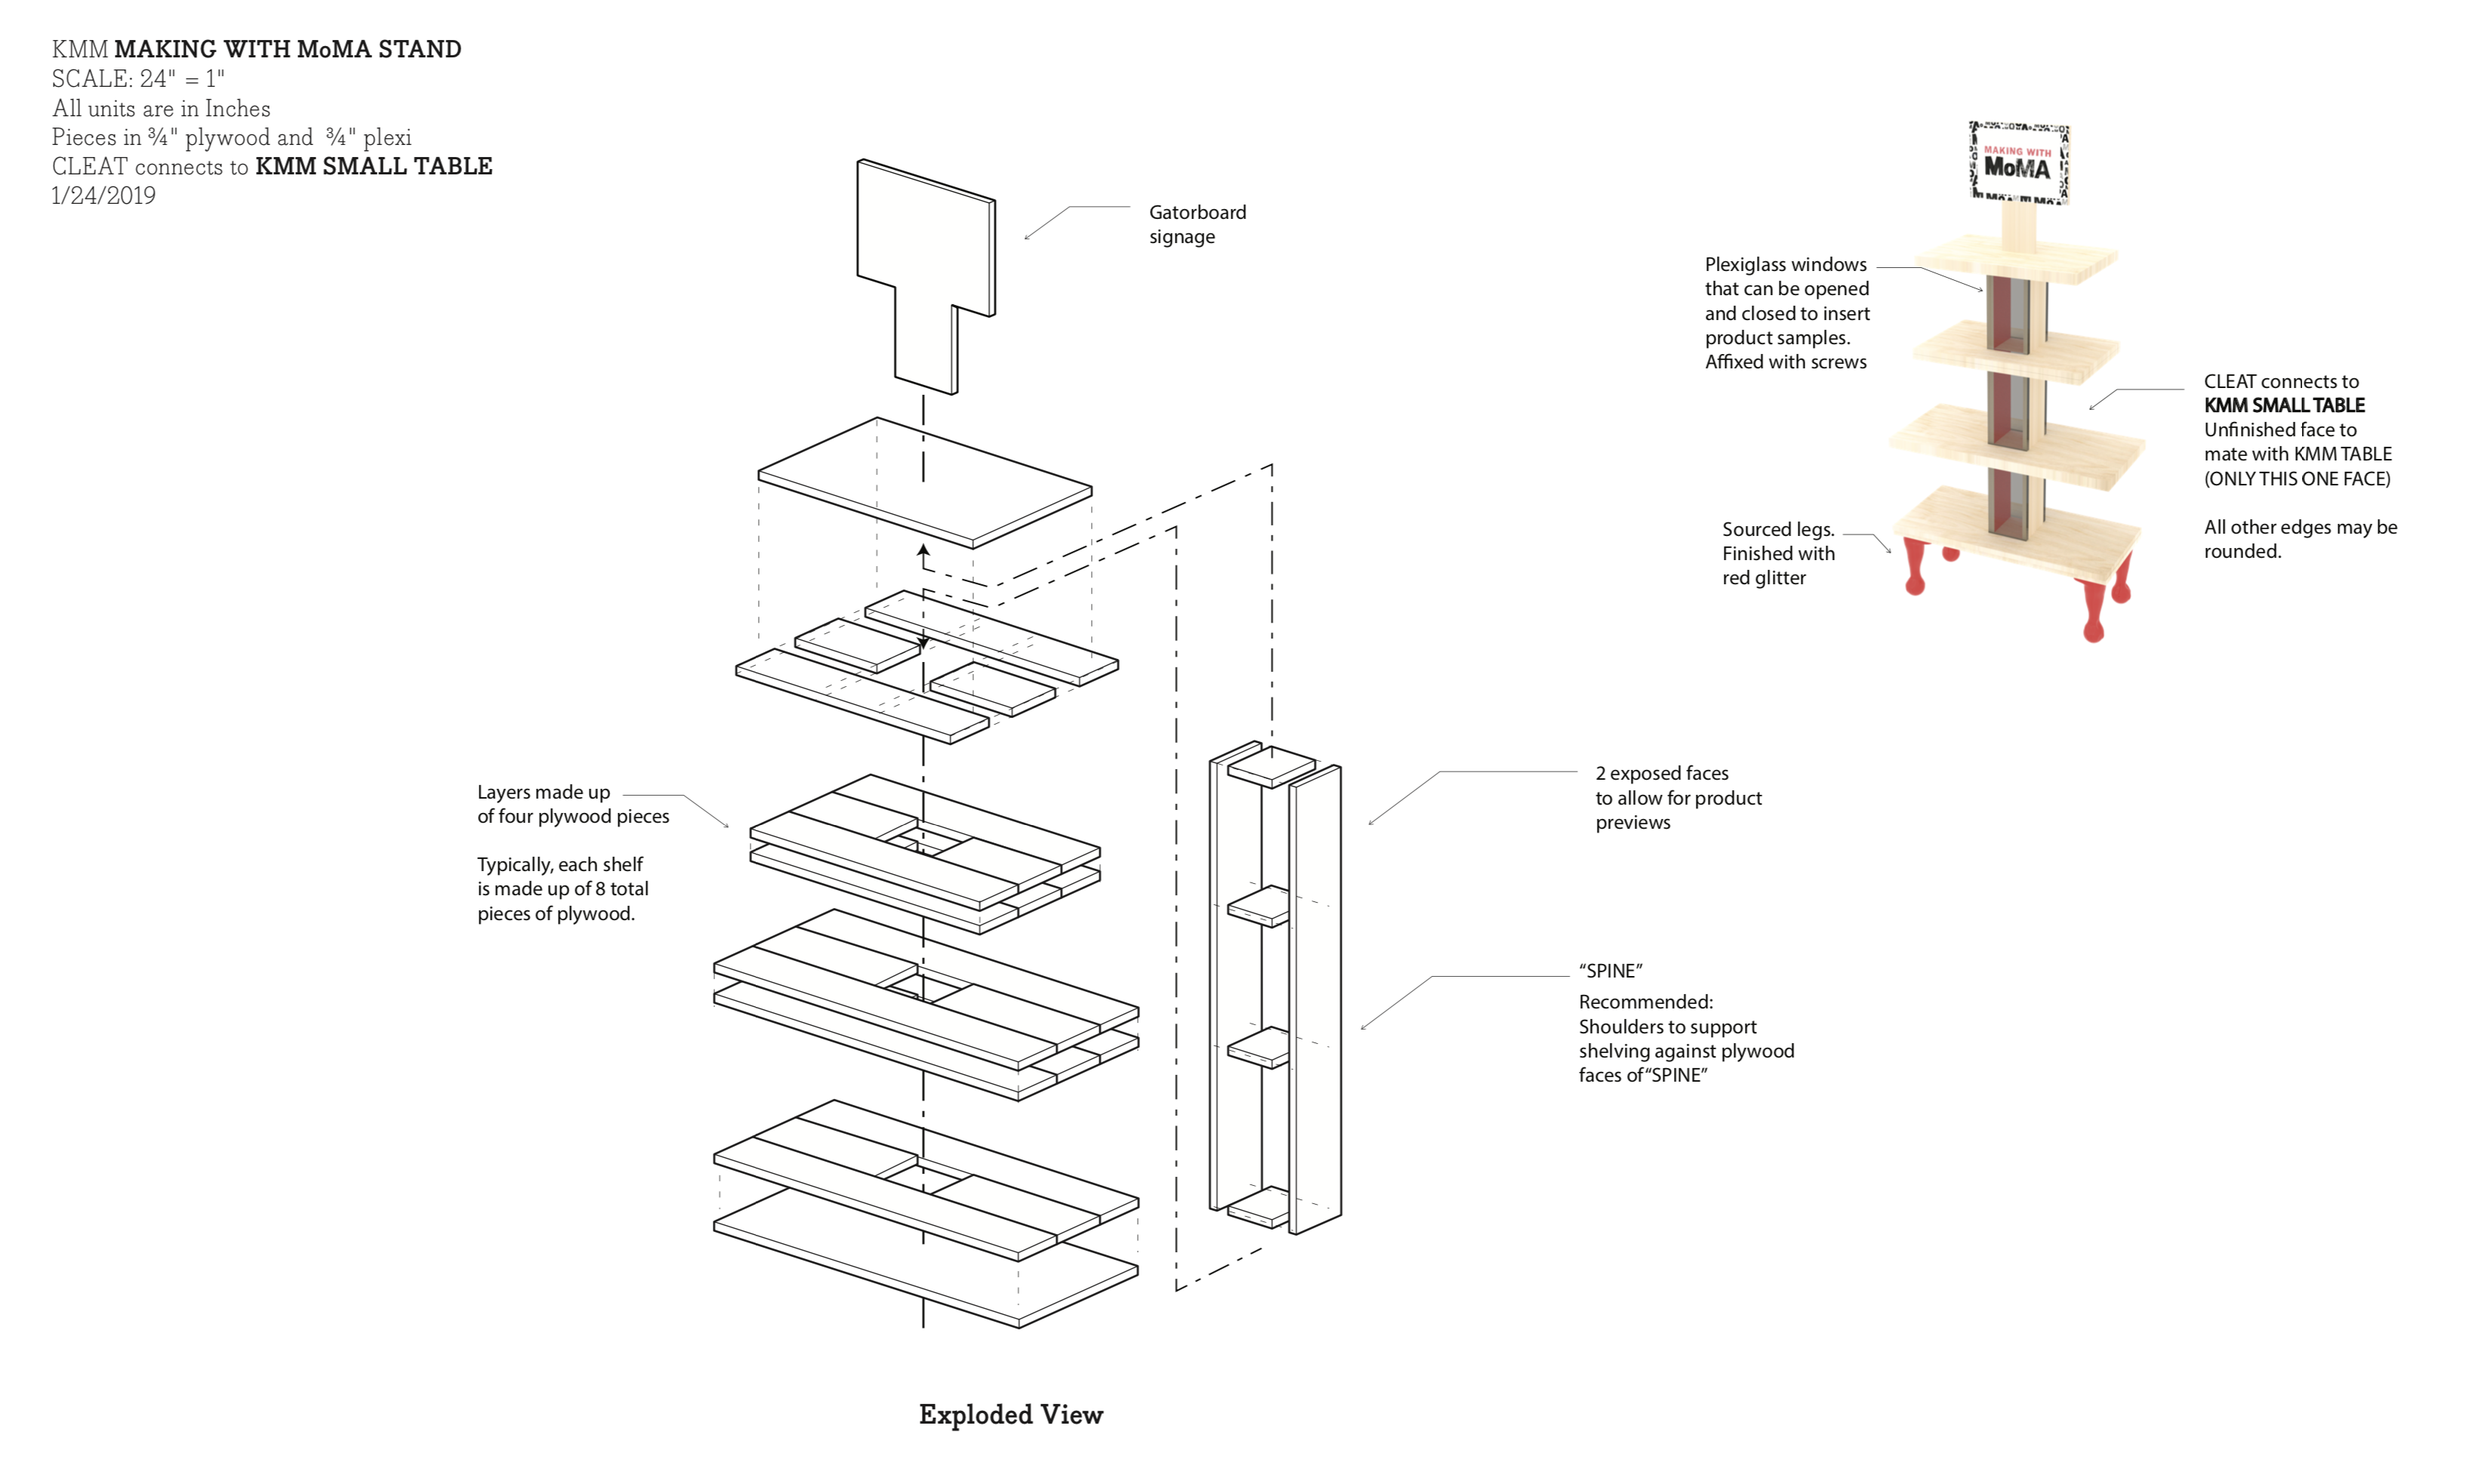 KMM MAKING WITH MoMA STAND
SCALE: 24" = 1"
All units are in Inches
Pieces in ¾" plywood and ¾" plexi
CLEAT connects to KMM SMALL TABLE
1/24/2019
Gatorboard
signage
MAKING WITH
MoMA
Plexiglass windows
that can be opened
and closed to insert
product samples.
Affixed with screws
CLEAT connects to
KMM SMALL TABLE
Unfinished face to
mate with KMM TABLE
(ONLY THIS ONE FACE)
All other edges may be
rounded.
Sourced legs.
Finished with
red glitter
Layers made up
of four plywood pieces
Typically, each shelf
is made up of 8 total
pieces of plywood.
2 exposed faces
to allow for product
previews
“SPINE”
Recommended:
Shoulders to support
shelving against plywood
faces of “SPINE”
Exploded View